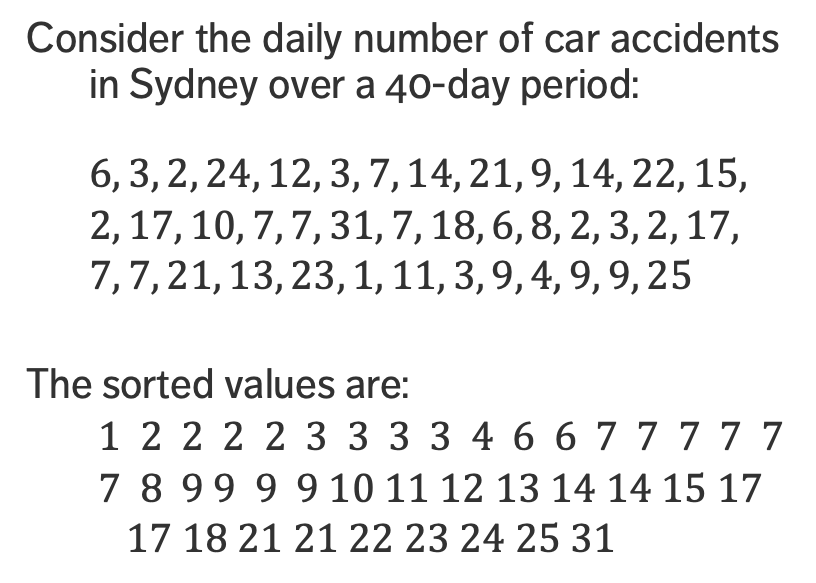 Consider the daily number of car accidents
in Sydney over a 40-day period:
6, 3, 2, 24, 12, 3, 7, 14, 21, 9, 14, 22, 15,
2, 17, 10, 7, 7, 31, 7, 18, 6, 8, 2, 3, 2, 17,
7, 7, 21, 13, 23, 1, 11, 3, 9, 4, 9, 9, 25
The sorted values are:
1 2 2 2 2 3 3 3 3 4 6 6 7 7 7 7 7
7 8 9 9 9 9 10 11 12 13 14 14 15 17
17 18 21 21 22 23 24 25 31